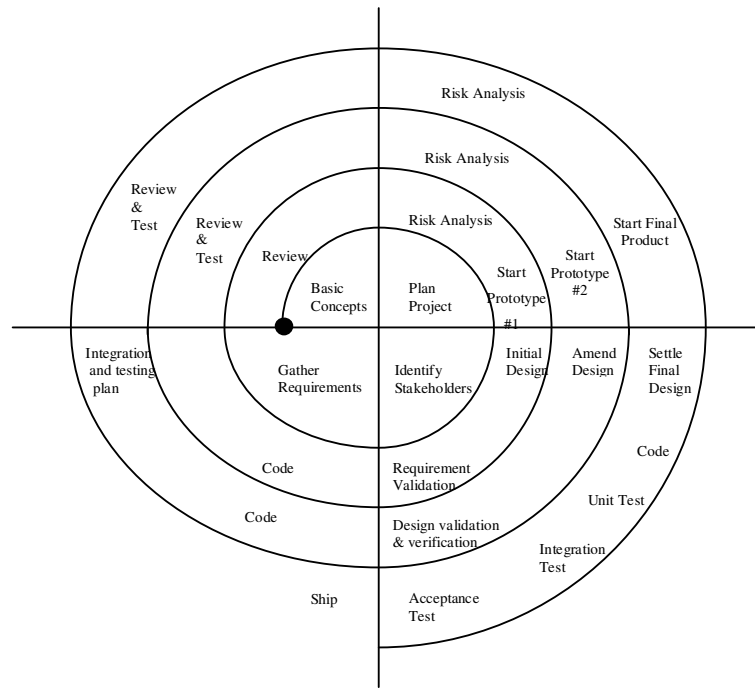 Risk Analysis
Risk Analysis
Review
&
Test
Review
&
Test
Risk Analysis
Start Final
Product
Review
Start
Prototype
#1
Start
Prototype
#2
Basic
Concepts
Plan
Project
Integration
and testing
plan
Gather
Requirements
Identify
Stakeholders
Initial
Design
Amend
Design
Settle
Final
Design
Code
Code
Requirement
Validation
Unit Test
Code
Design validation
& verification
Integration
Test
Ship
Acceptance
Test